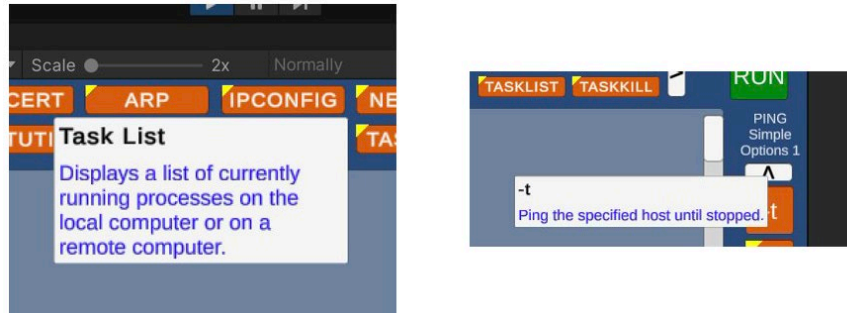 Scale 2x Normally
CERT ARP IPCONFIG NE
TUTI TAS
Task List
Displays a list of currently
running processes on the
local computer or on a
remote computer.
TASKLIST TASKKILL > RUN
PING
Simple
Options 1
-t
Ping the specified host until stopped.
-t